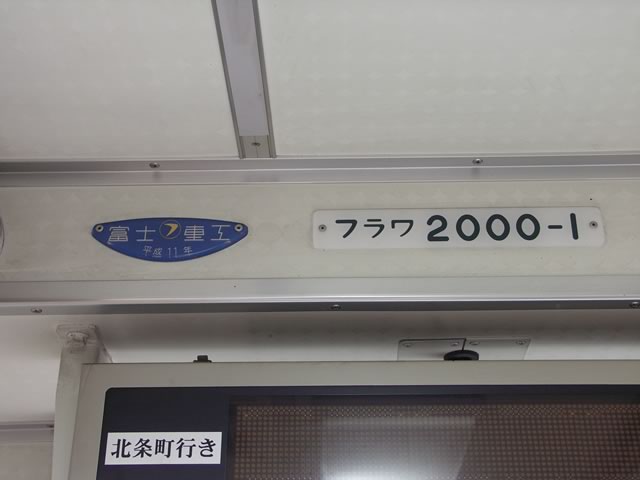 富士重工
平成11年
フラワ 2000-1
北条町行き